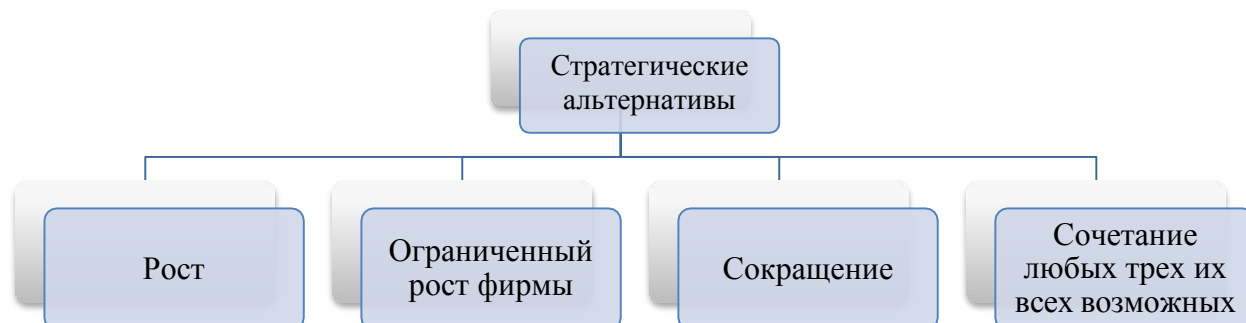 Стратегические
альтернативы
Рост
Ограниченный
рост фирмы
Сокращение
Сочетание
любых трех их
всех возможных